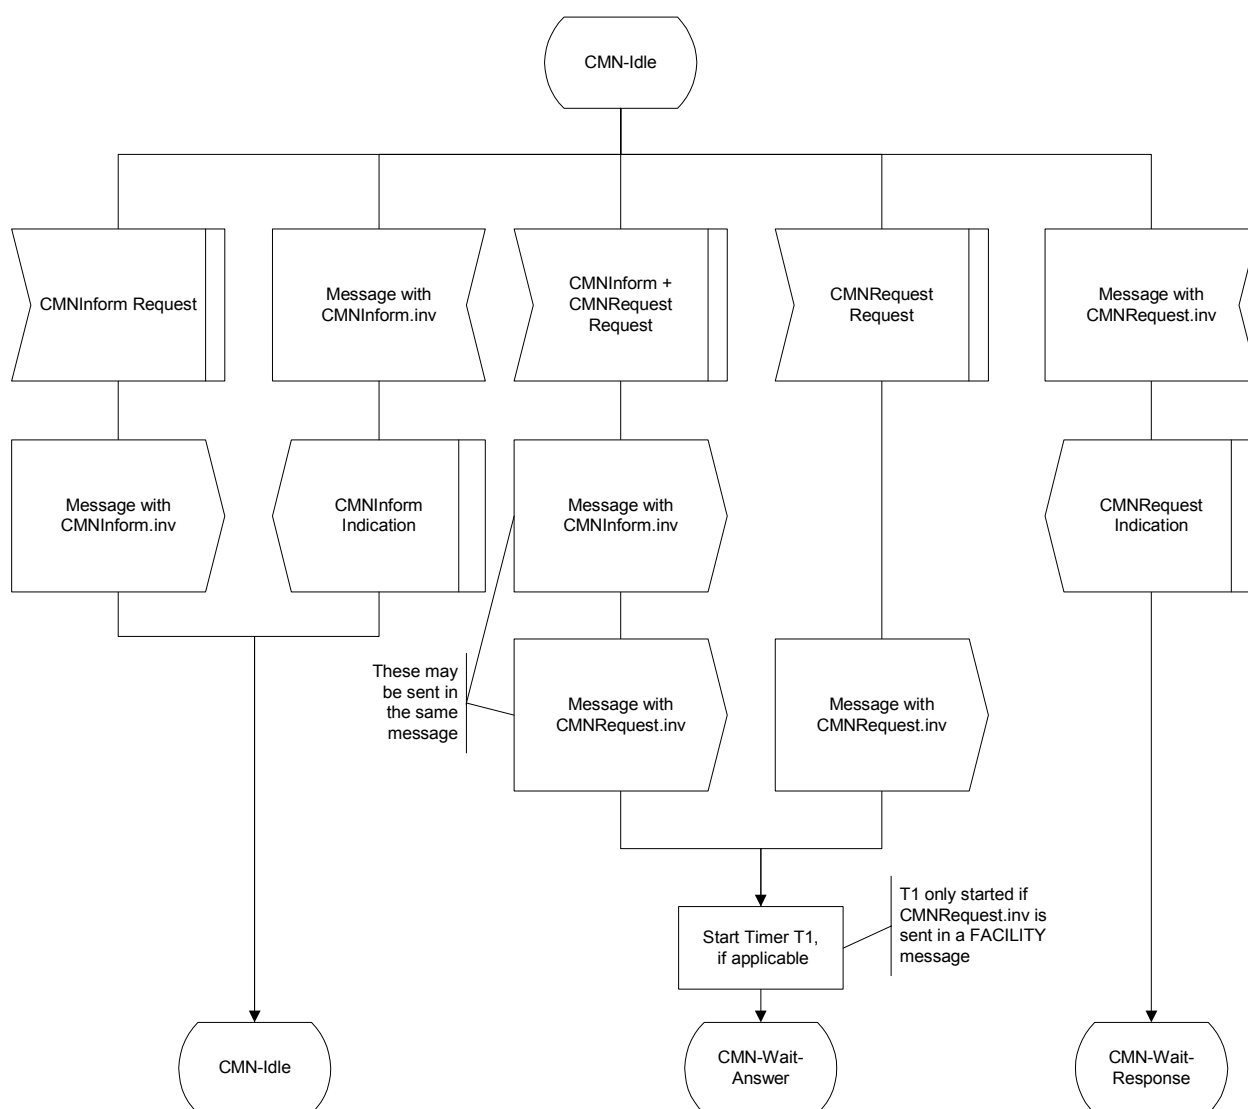 CMN-Idle
CMNInform Request
Message with
CMNInform.inv
CMNInform +
CMNRequest
Request
CMNRequest
Request
Message with
CMNRequest.inv
Message with
CMNInform.inv
CMNInform
Indication
Message with
CMNInform.inv
CMNRequest
Indication
These may
be sent in
the same
message
Message with
CMNRequest.inv
Message with
CMNRequest.inv
Start Timer T1,
if applicable
T1 only started if
CMNRequest.inv is
sent in a FACILITY
message
CMN-Idle
CMN-Wait-
Answer
CMN-Wait-
Response